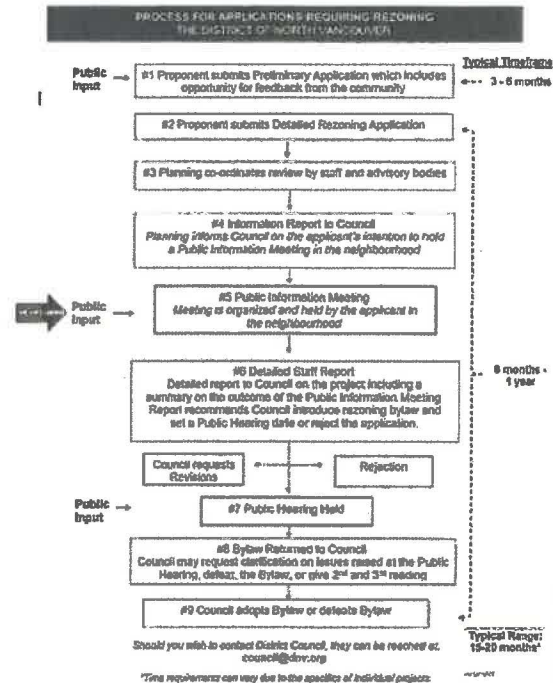 PROCESS FOR APPLICATIONS REQUIRING REZONING
THE DISTRICT OF NORTH VANCOUVER
Typical Timeframe
Public
Input
#1 Proponent submits Preliminary Application which includes
opportunity for feedback from the community
3 - 6 months
#2 Proponent submits Detailed Rezoning Application
#3 Planning co-ordinates review by staff and advisory bodies
#4 Information Report to Council
Planning informs Council on the applicant's intention to hold
a Public Information Meeting in the neighbourhood
Public
Input
#5 Public Information Meeting
Meeting is organized and held by the applicant in
the neighbourhood
#6 Detailed Staff Report
Detailed report to Council on the project including a
summary on the outcome of the Public Information Meeting
Report recommends Council introduce rezoning bylaw and
set a Public Hearing date or reject the application.
6 months -
1 year
Council requests
Revisions
Rejection
Public
Input
#7 Public Hearing Held
#8 Bylaw Returned to Council
Council may request clarification on issues raised at the Public
Hearing, defeat, the Bylaw, or give 2nd and 3rd reading
#9 Council adopts Bylaw or defeats Bylaw
Typical Range:
15-20 months*
Should you wish to contact District Council, they can be reached at:
council@dnv.org
*Time requirements can vary due to the specifics of individual projects